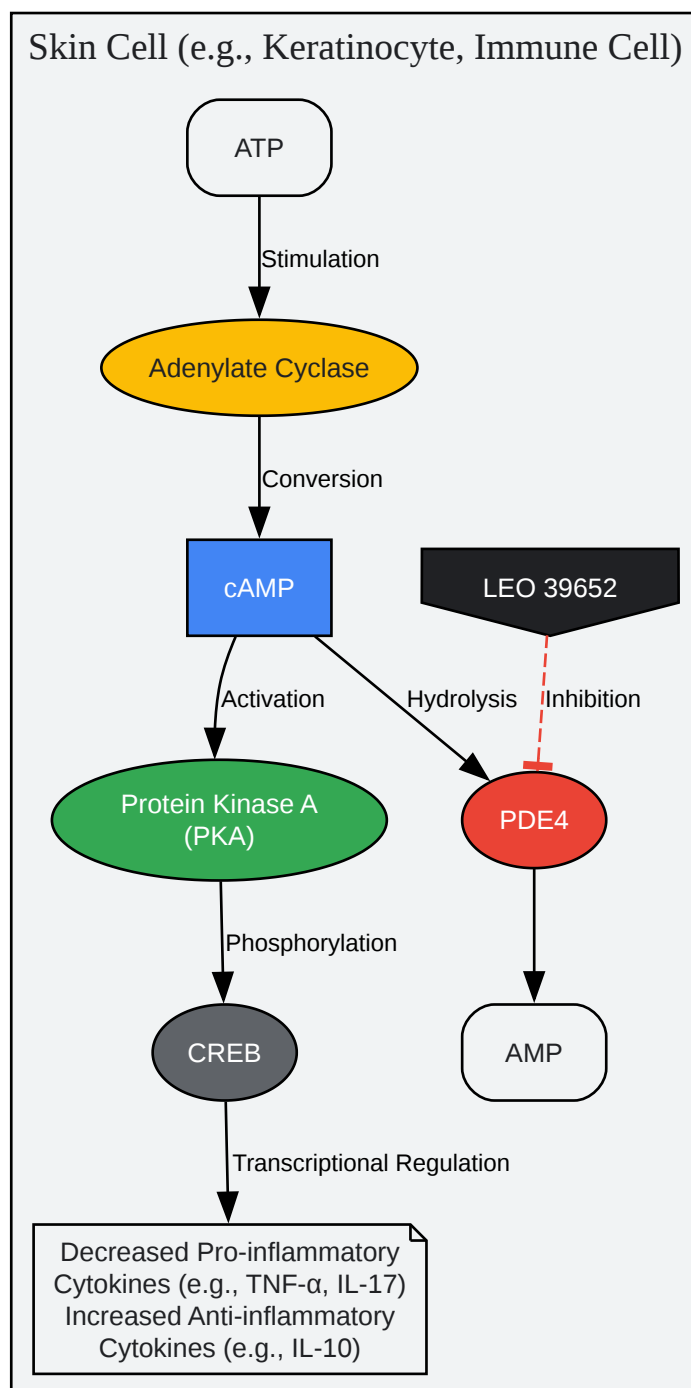 Skin Cell (e.g., Keratinocyte, Immune Cell)
ATP
Stimulation
Adenylate Cyclase
Conversion
cAMP
LEO 39652
Activation
Hydrolysis
Inhibition
Protein Kinase A
(PKA)
PDE4
Phosphorylation
CREB
AMP
Transcriptional Regulation
Decreased Pro-inflammatory
Cytokines (e.g., TNF-α, IL-17)
Increased Anti-inflammatory
Cytokines (e.g., IL-10)